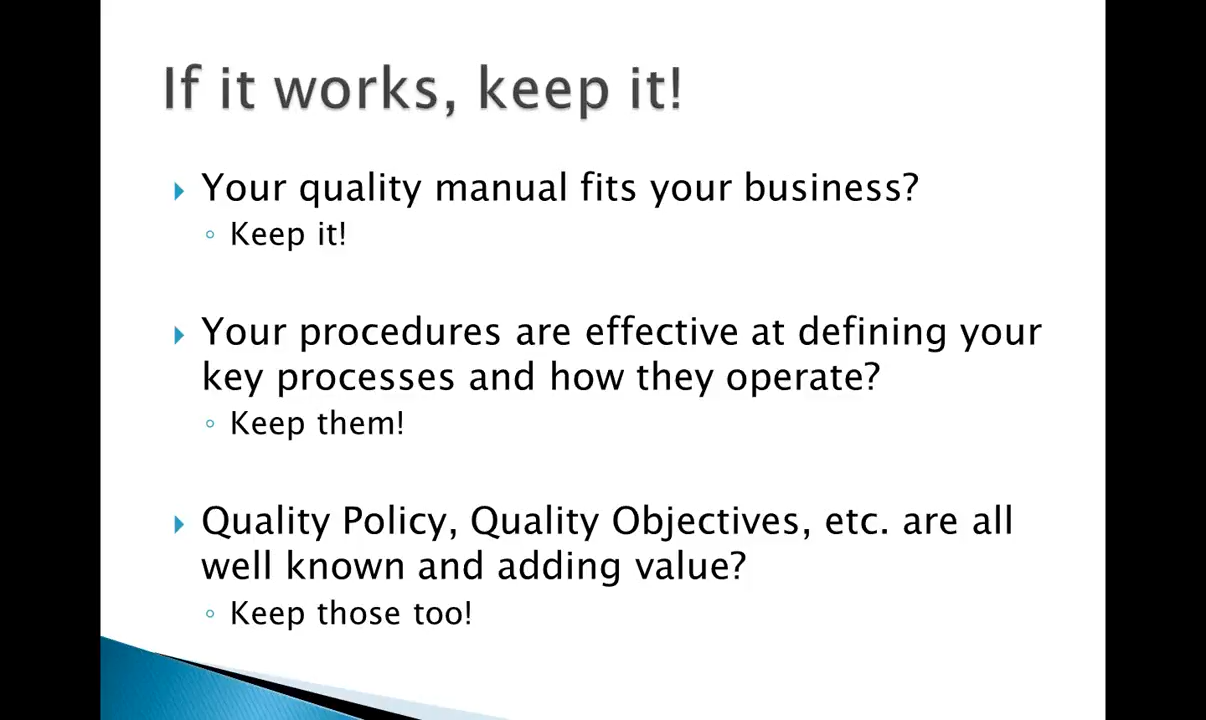 If it works, keep it!
Your quality manual fits your business?
Keep it!
Your procedures are effective at defining your
key processes and how they operate?
Keep them!
Quality Policy, Quality Objectives, etc. are all
well known and adding value?
Keep those too!